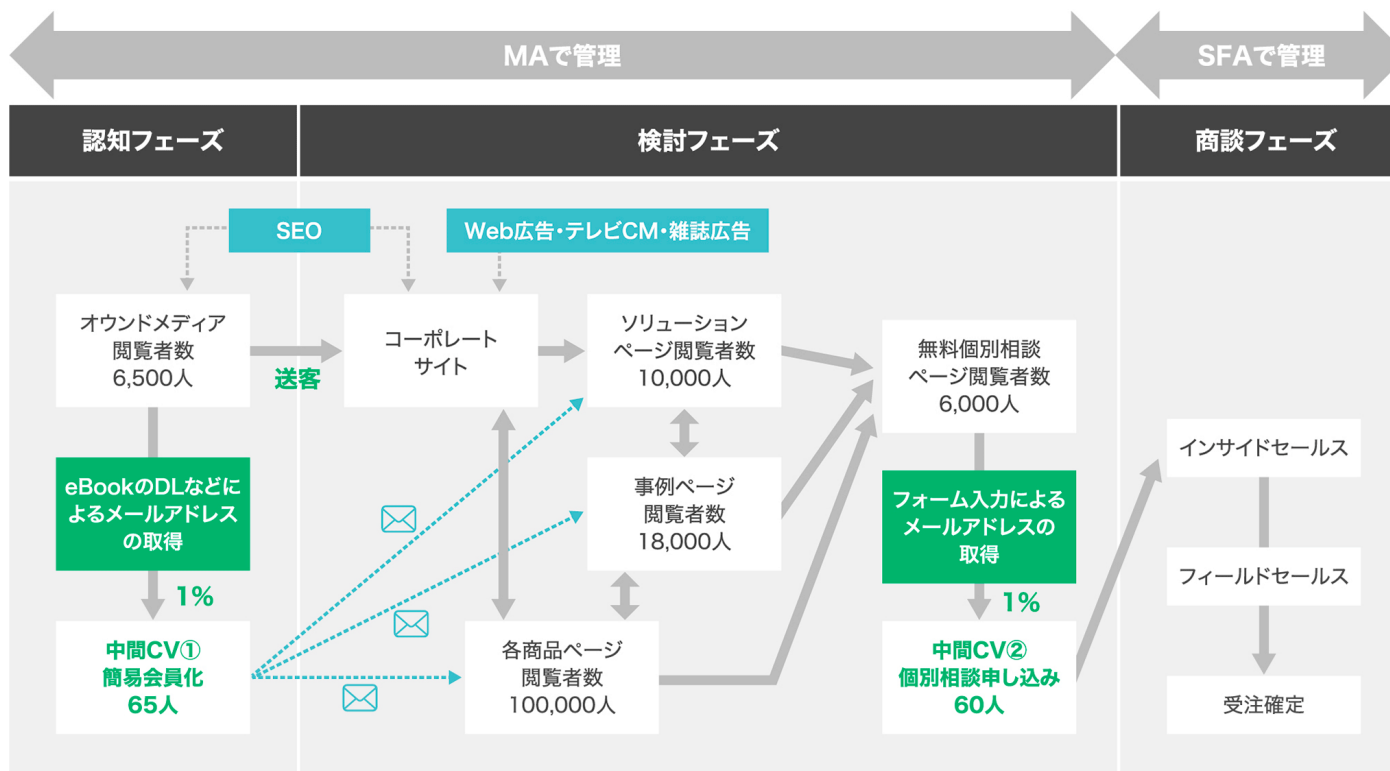 MAで管理
SFAで管理
認知フェーズ
検討フェーズ
商談フェーズ
SEO
Web広告・テレビCM・雑誌広告
オウンドメディア
閲覧者数
6,500人
送客
コーポレート
サイト
ソリューション
ページ閲覧者数
10,000人
無料個別相談
ページ閲覧者数
6,000人
eBookのDLなどに
よるメールアドレス
の取得
1%
中間CV①
簡易会員化
65人
事例ページ
閲覧者数
18,000人
各商品ページ
閲覧者数
100,000人
フォーム入力による
メールアドレスの
取得
1%
中間CV②
個別相談申し込み
60人
インサイドセールス
フィールドセールス
受注確定